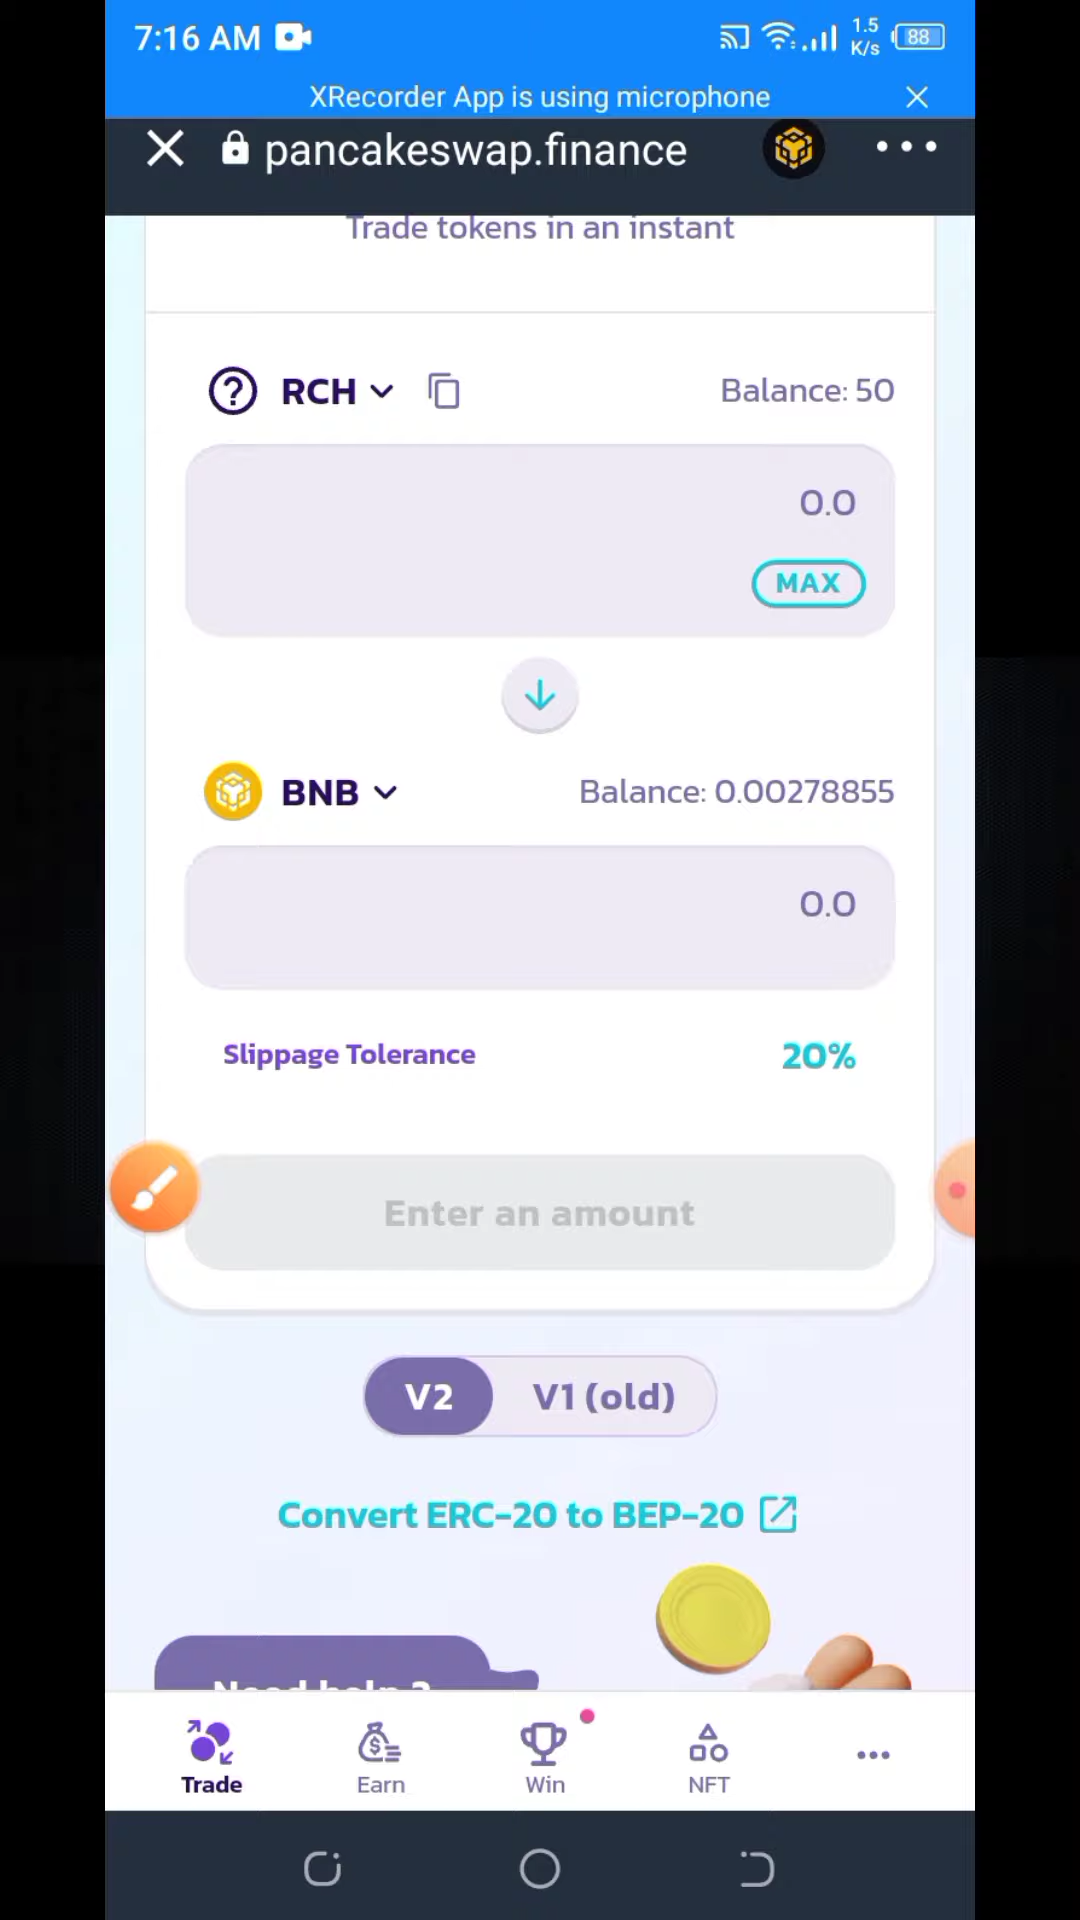 7:16 AM
1.5
K/s
88
XRecorder App is using microphone
pancakeswap.finance
Trade tokens in an instant
RCH
Balance: 50
0.0
MAX
BNB
Balance: 0.00278855
0.0
Slippage Tolerance
20%
Enter an amount
V2
V1 (old)
Convert ERC-20 to BEP-20
Need help ?
Trade
Earn
Win
NFT